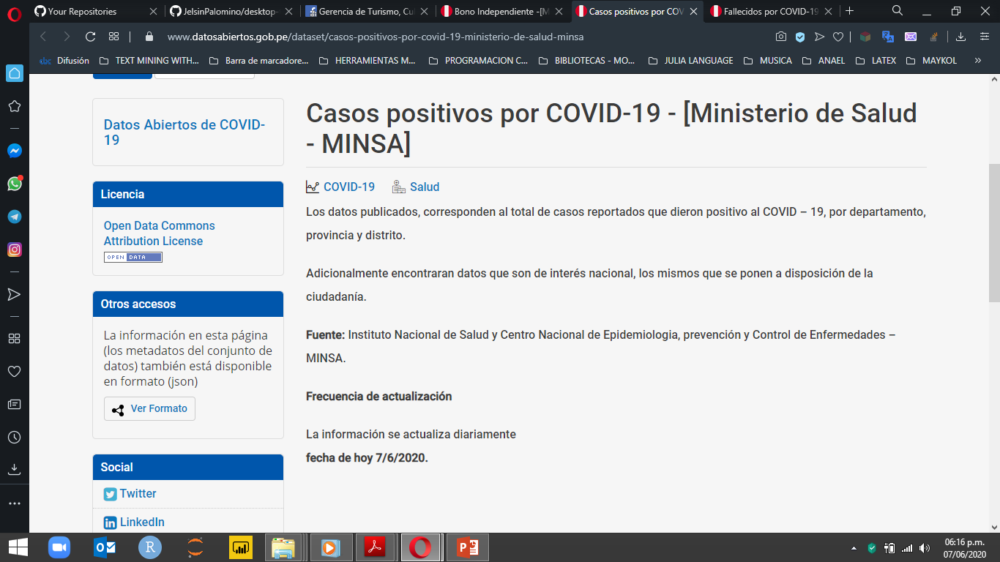 Your Repositories
JelsinPalomino/desktop-
Gerencia de Turismo, Cu
Bono Independiente -[M
Casos positivos por COV
Fallecidos por COVID-19
www.datosabiertos.gob.pe/dataset/casos-positivos-por-covid-19-ministerio-de-salud-minsa
abc Difusión
TEXT MINING WITH...
Barra de marcadore...
HERRAMIENTAS M...
PROGRAMACION C...
BIBLIOTECAS - MO...
JULIA LANGUAGE
MUSICA
ANAEL
LATEX
MAYKOL
»
Datos Abiertos de COVID-
19
Licencia
Open Data Commons
Attribution License
OPEN DATA
Otros accesos
La información en esta página
(los metadatos del conjunto de
datos) también está disponible
en formato (json)
Ver Formato
Social
Twitter
LinkedIn
Casos positivos por COVID-19 - [Ministerio de Salud
- MINSA]
COVID-19 Salud
Los datos publicados, corresponden al total de casos reportados que dieron positivo al COVID – 19, por departamento,
provincia y distrito.
Adicionalmente encontraran datos que son de interés nacional, los mismos que se ponen a disposición de la
ciudadanía.
Fuente: Instituto Nacional de Salud y Centro Nacional de Epidemiologia, prevención y Control de Enfermedades –
MINSA.
Frecuencia de actualización
La información se actualiza diariamente
fecha de hoy 7/6/2020.
06:16 p.m.
07/06/2020